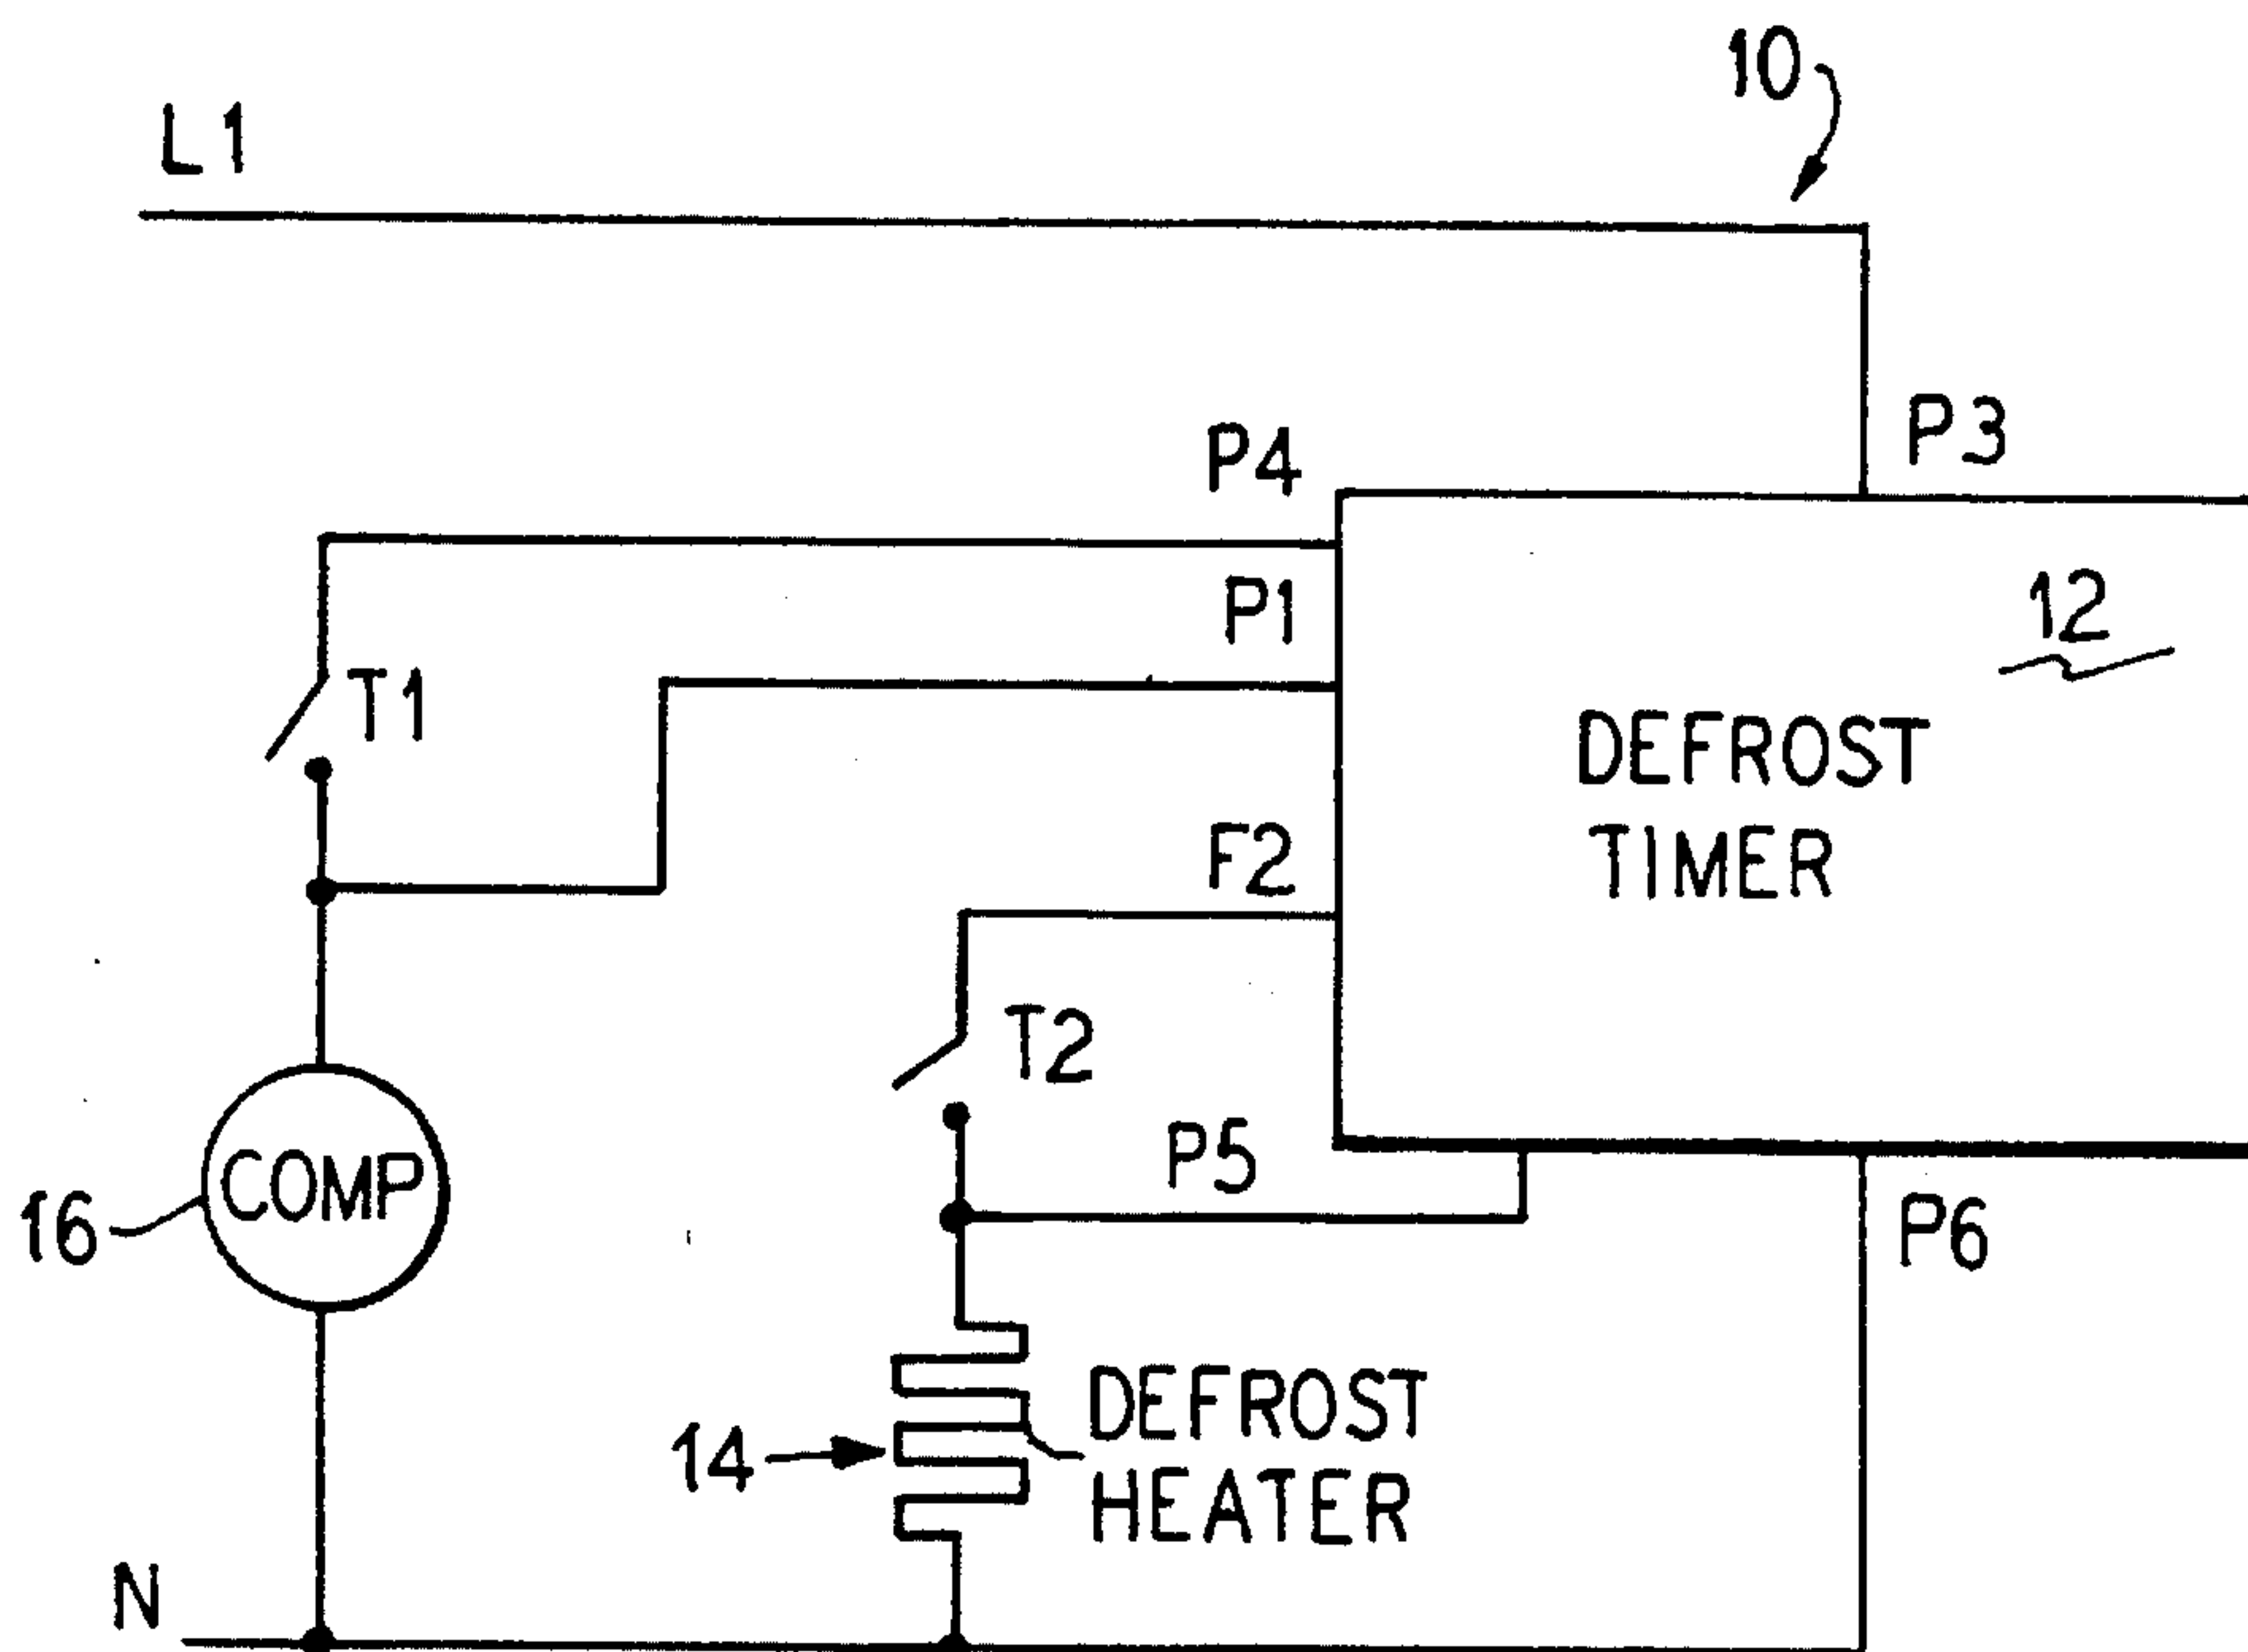 10
L1
P3
P4
P1
12
T1
DEFROST
TIMER
F2
T2
P5
COMP
16
P6
14
DEFROST
HEATER
N